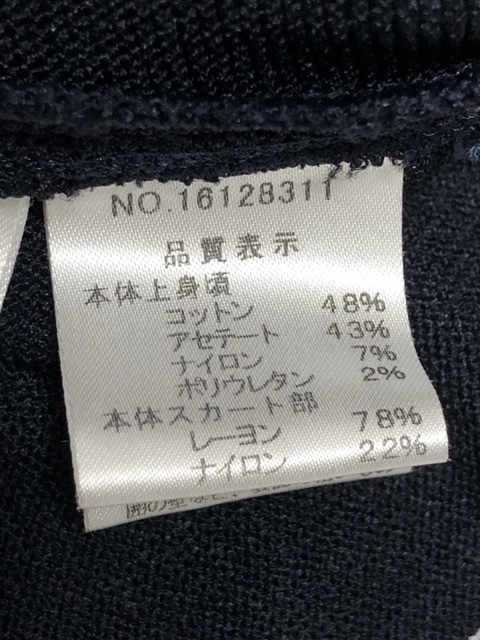 NO.16128311
品質表示
本体上身頃
コットン 48%
アセテート 43%
ナイロン 7%
ポリウレタン 2%
本体スカート部
レーヨン 78%
ナイロン 22%